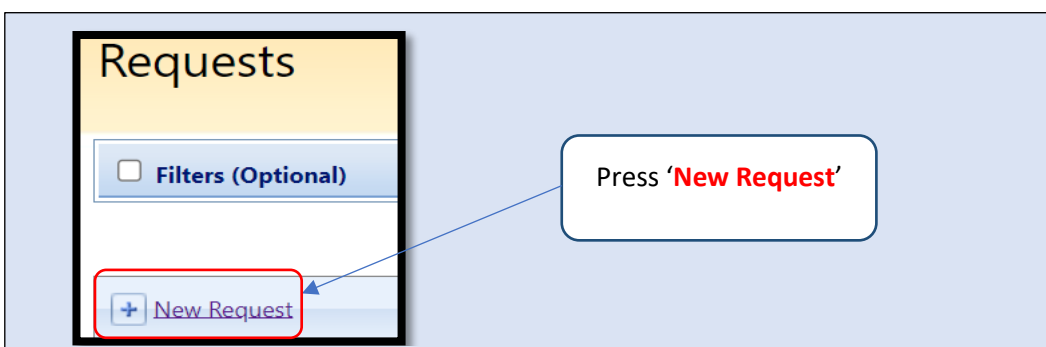 Requests
Filters (Optional)
Press ‘New Request’
New Request